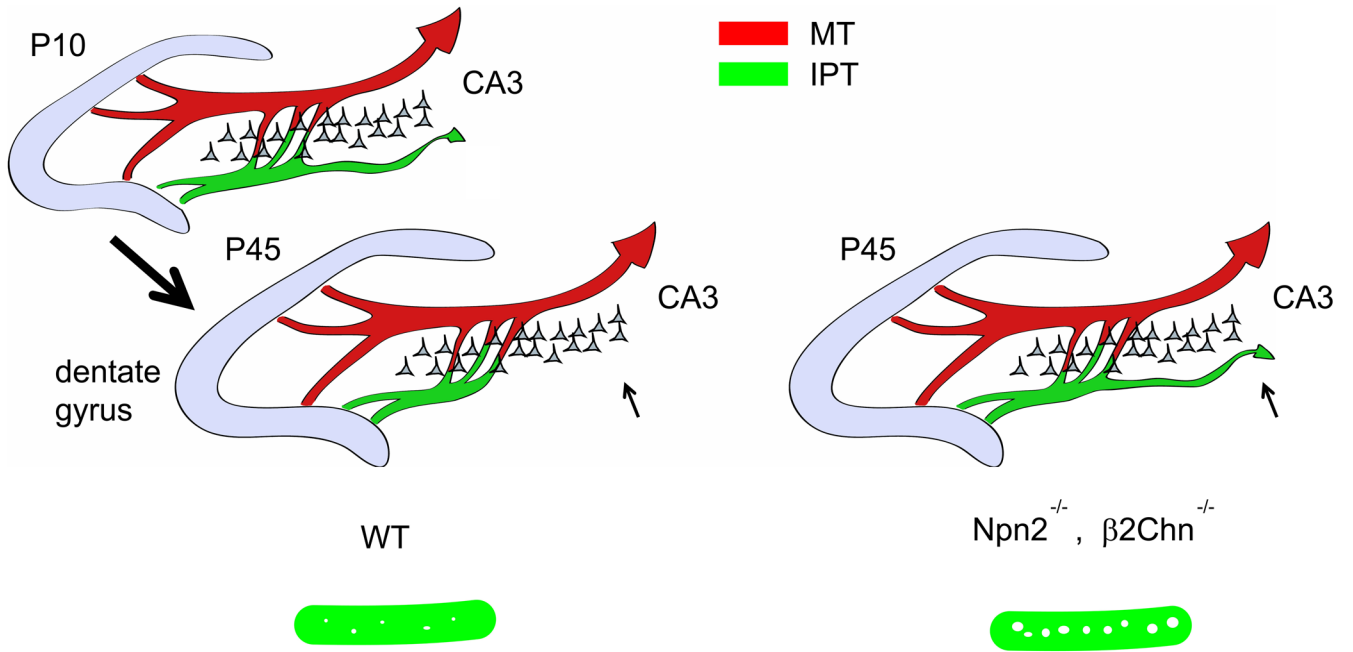 P10
MT
IPT
CA3
P45
CA3
dentate
gyrus
P45
CA3
WT
Npn2-/-, β2Chn-/-